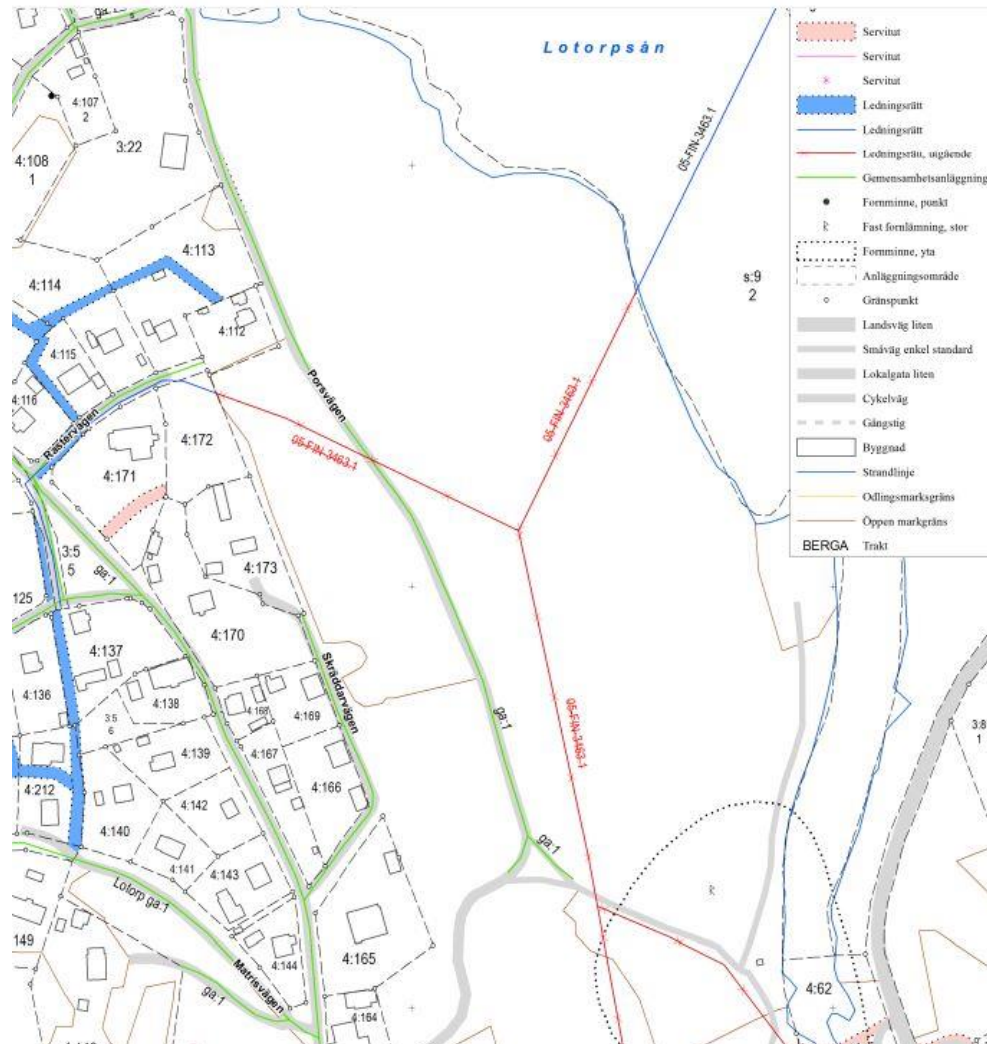 ga:1
s
Lotorpsån
4:107
2
3:22
4:108
1
05-FIN-3463.1
4:113
4:114
s:9
2
4:112
4:115
4:116
Porsvägen
Rastervägen
05-FIN-3463.1
05-FIN-3463.1
4:172
4:171
3:5
5
ga:1
4:173
125
4:170
4:137
Skräddarvägen
4:136
4:138
4:168
4:169
3:5
6
ga:1
05-FIN-3463.1
4:139
4:167
3:8
1
4:166
4:212
4:142
4:140
ga:1
4:141
4:143
Lotorp ga:1
149
4:144
4:165
Matrisvägen
4:62
ga:1
4:164
Servitut
Servitut
Servitut
Ledningsrätt
Ledningsrätt
Ledningsrätt, utgående
Gemensamhetsanläggning
Fornminne, punkt
Fast fornlämning, stor
Fornminne, yta
Anläggningsområde
Gränspunkt
Landsväg liten
Småväg enkel standard
Lokalgata liten
Cykelväg
Gångstig
Byggnad
Strandlinje
Odlingsmarksgräns
Öppen markgräns
BERGA Trakt